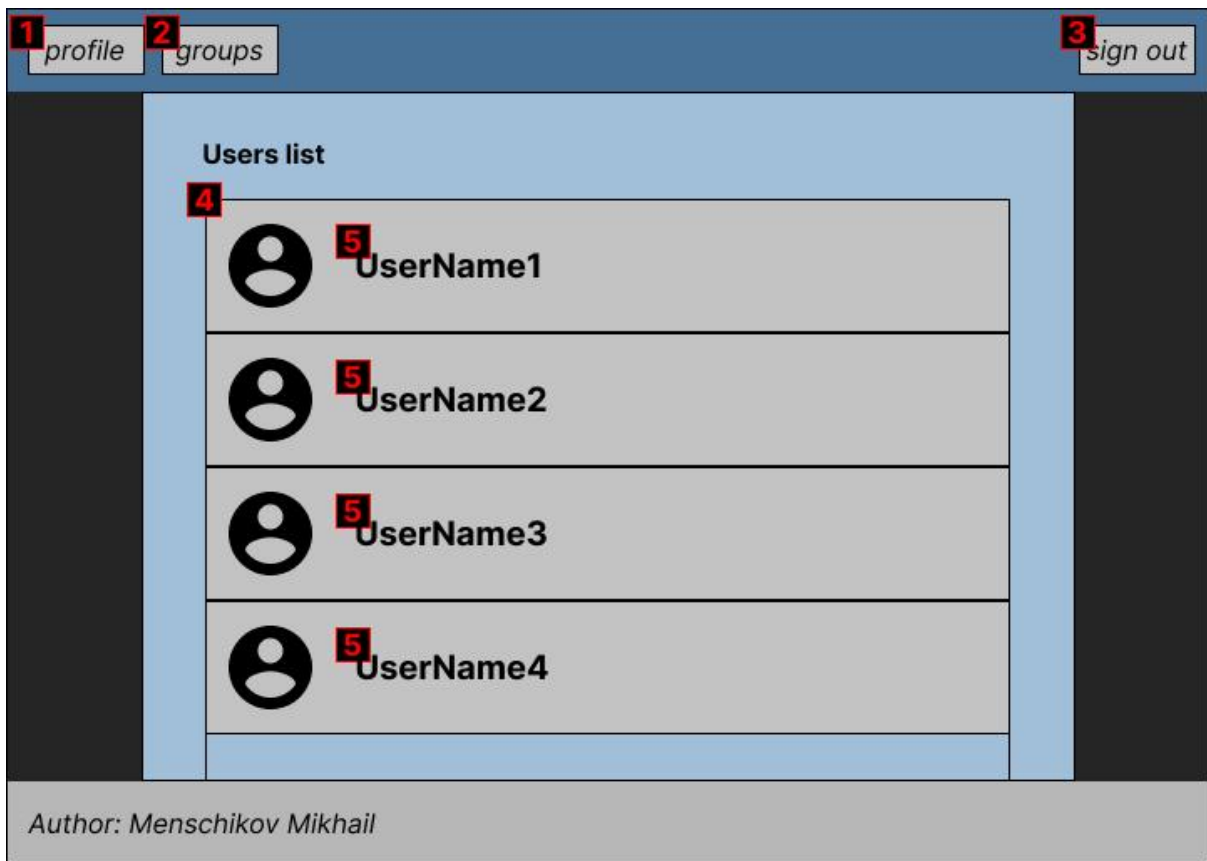 1 profile 2 groups 3 sign out
Users list
4
5 UserName1
5 UserName2
5 UserName3
5 UserName4
Author: Menschikov Mikhail